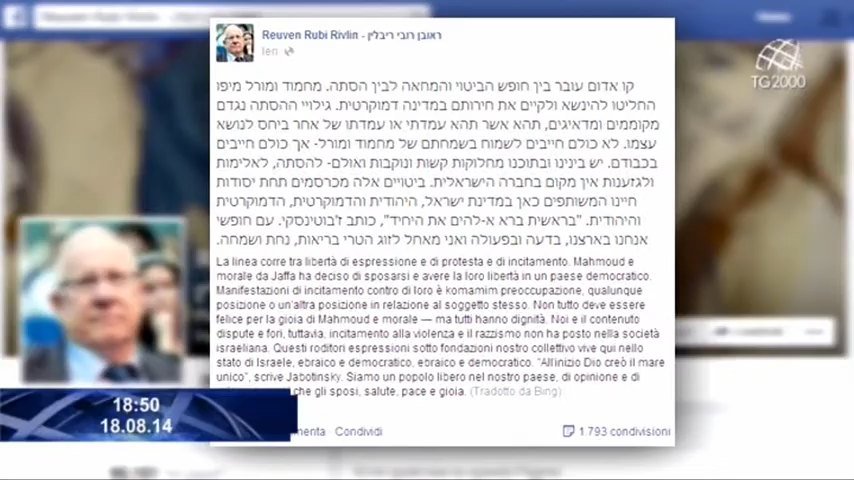 Reuven Rubi Rivlin - ראובן רובי ריבלין
Ieri
TG2000
קו אדום עובר בין חופש הביטוי והמחאה לבין הסתה. מחמוד ומורל מיפו
החליטו להינשא ולקיים את חירותם במדינה דמוקרטית. גילויי ההסתה נגדם
מקוממים ומדאיגים, תהא אשר תהא עמדתי או עמדתו של אחר ביחס לנושא
עצמו. לא כולם חייבים לשמוח בשמחתם של מחמוד ומורל- אך כולם חייבים
בכבודם. יש בינינו ובתוכנו מחלוקות קשות ונוקבות ואולם- להסתה, לאלימות
ולגזענות אין מקום בחברה הישראלית. ביטויים אלה מכרסמים תחת יסודות
חיינו המשותפים כאן במדינת ישראל, היהודית והדמוקרטית, הדמוקרטית
והיהודית. "בראשית ברא א-להים את היחיד", כותב ז'בוטינסקי. עם חופשי
אנחנו בארצנו, בדעה ובפעולה ואני מאחל לזוג הטרי בריאות, נחת ושמחה.
La linea corre tra libertà di espressione e di protesta e di incitamento. Mahmoud e
morale da Jaffa ha deciso di sposarsi e avere la loro libertà in un paese democratico.
Manifestazioni di incitamento contro di loro è komamim preoccupazione, qualunque
posizione o un'altra posizione in relazione al soggetto stesso. Non tutto deve essere
felice per la gioia di Mahmoud e morale — ma tutti hanno dignità. Noi e il contenuto
dispute e fori, tuttavia, incitamento alla violenza e il razzismo non ha posto nella società
israeliana. Questi roditori espressioni sotto fondazioni nostro collettivo vive qui nello
stato di Israele, ebraico e democratico, ebraico e democratico. "All'inizio Dio creò il mare
unico", scrive Jabotinsky. Siamo un popolo libero nel nostro paese, di opinione e di
che gli sposi, salute, pace e gioia. (Tradotto da Bing)
Condividi
1.793 condivisioni
18:50
18.08.14